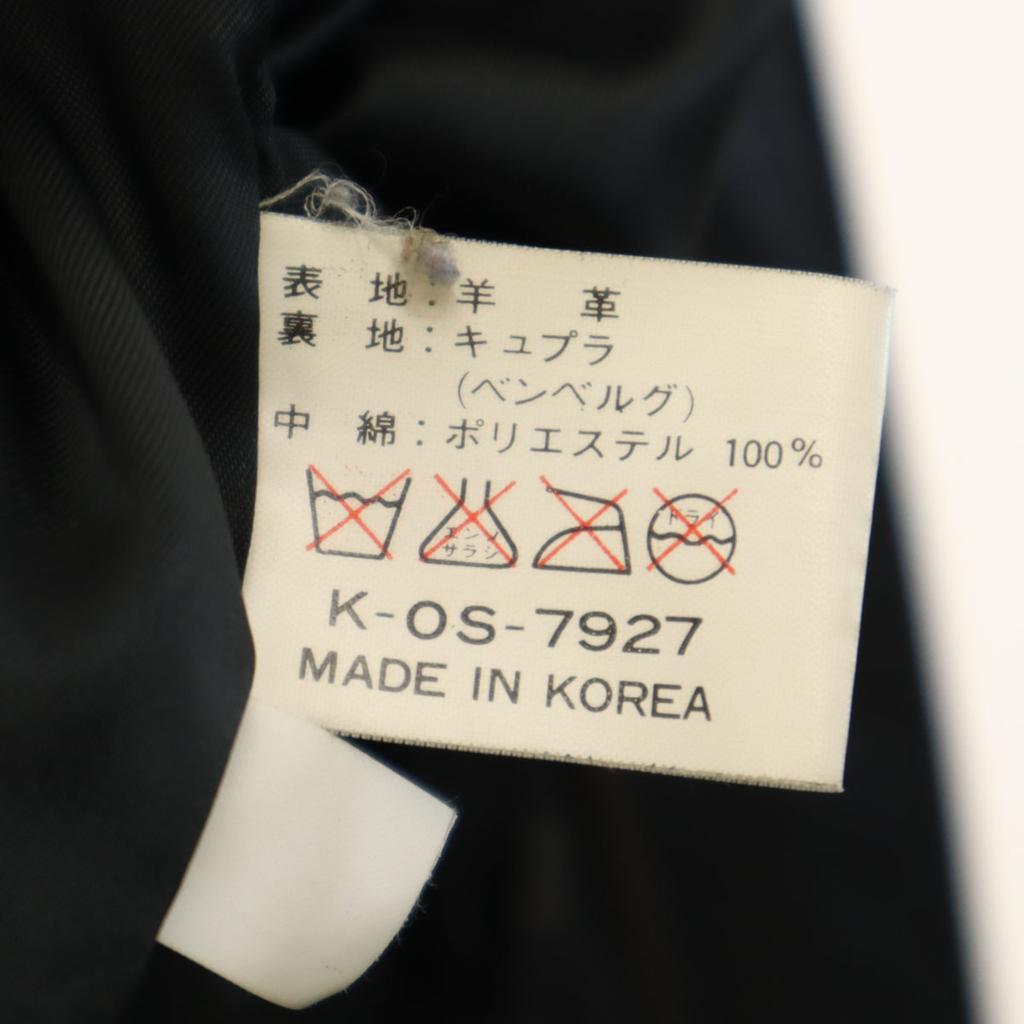 表 地:羊 革
裏 地:キュプラ
(ベンベルグ)
中 綿:ポリエステル 100%
エンソ
サラシ
ドライ
K-OS-7927
MADE IN KOREA